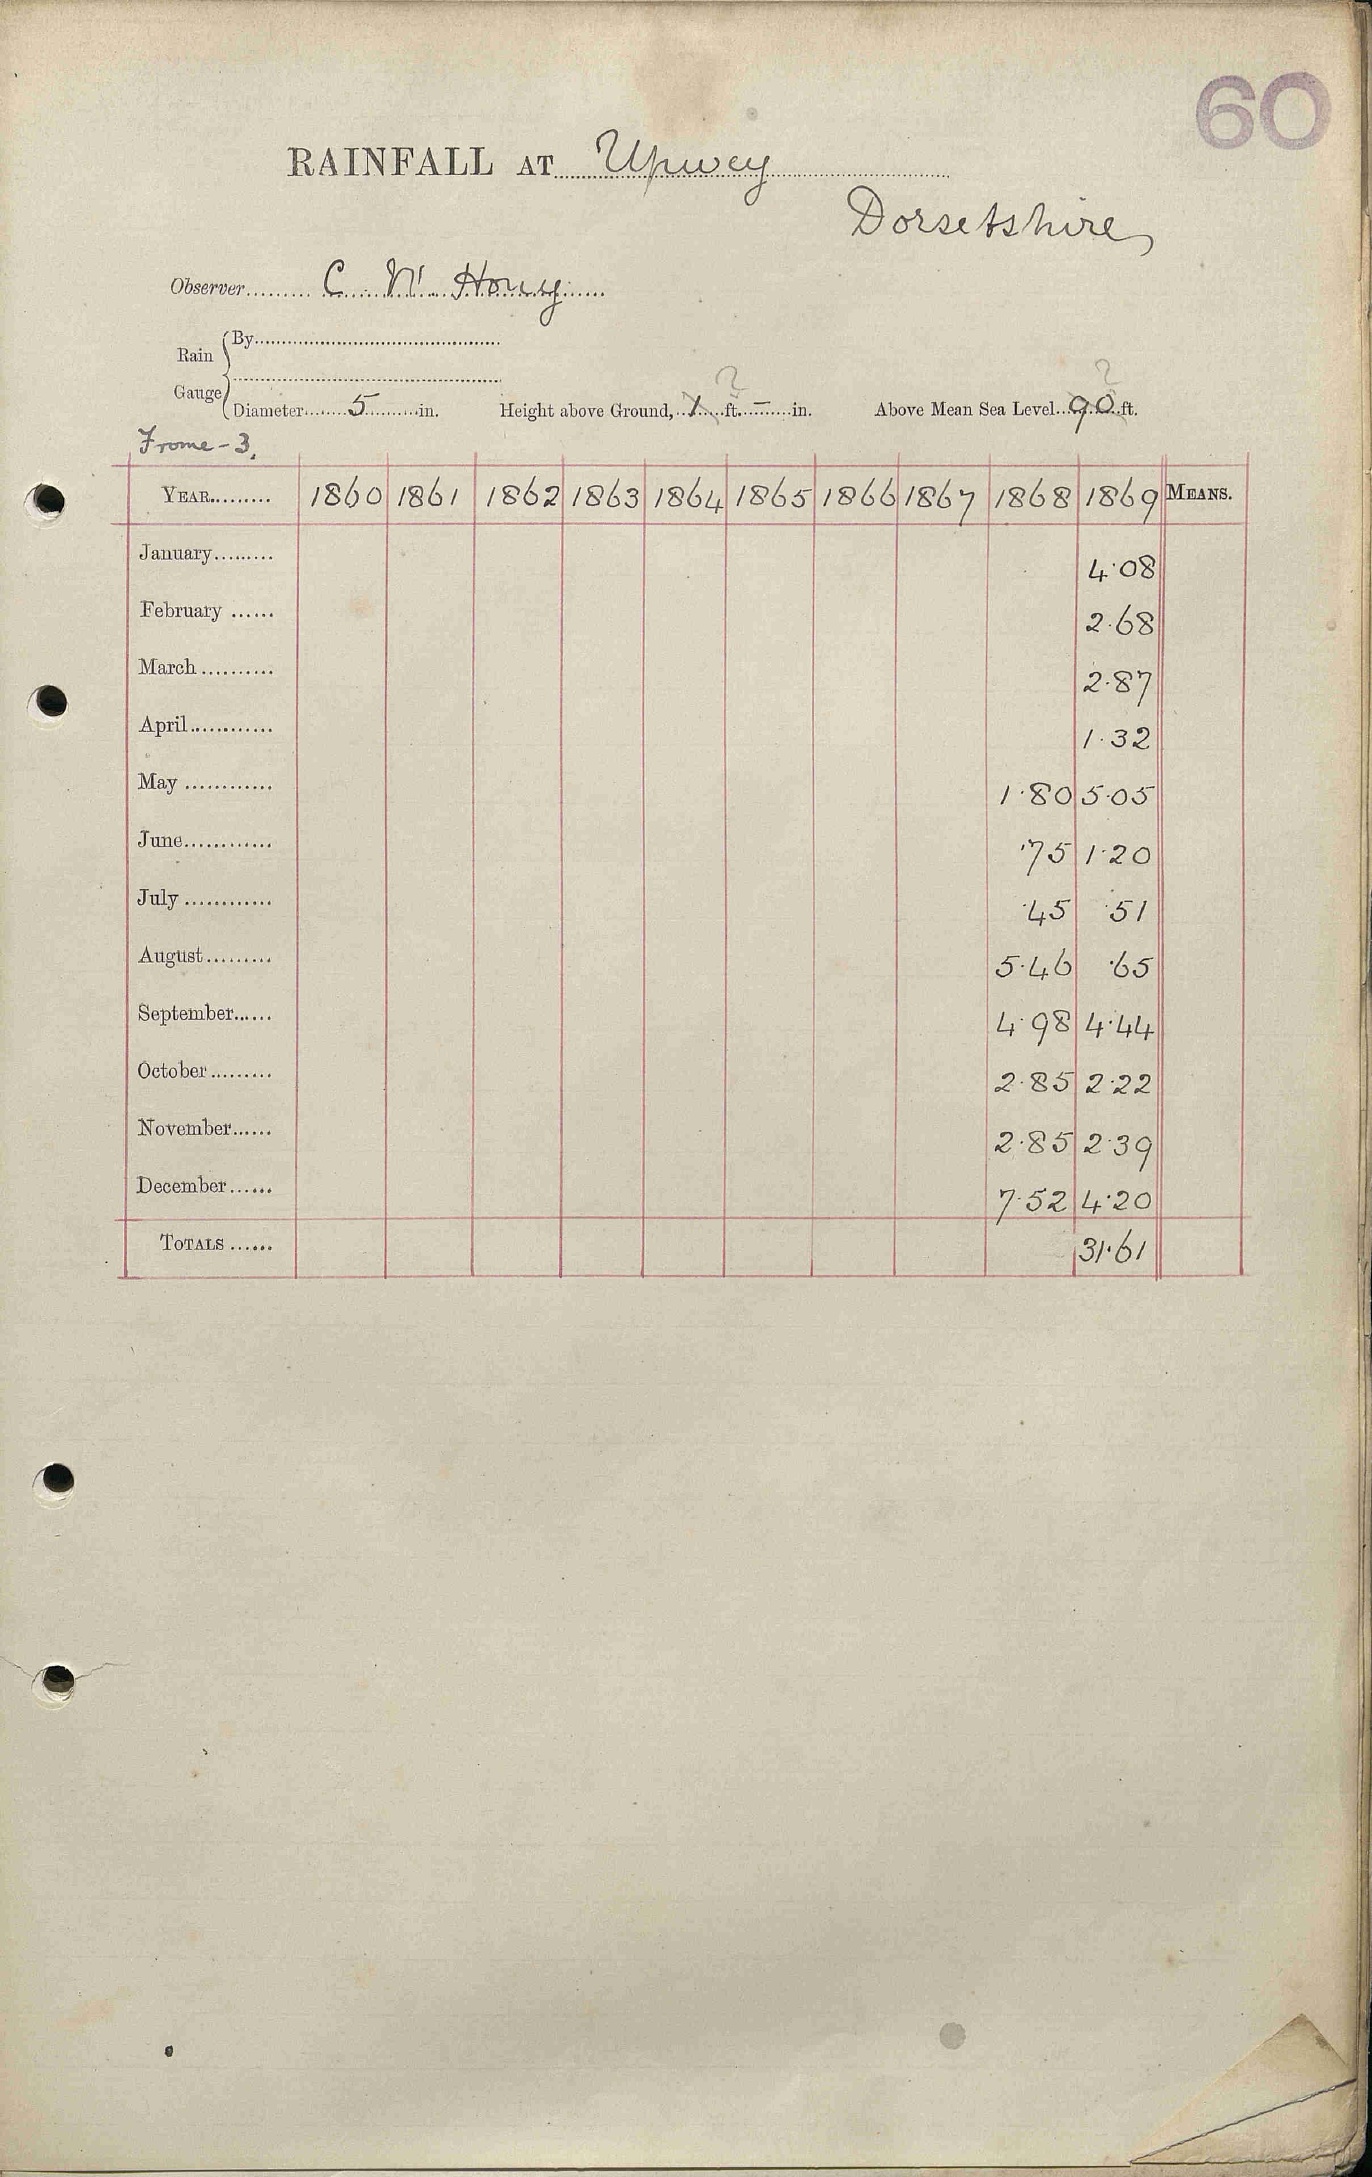 60
RAINFALL AT Upwey
Dorsetshire
Observer C. W. Hony
Rain Gauge
By
Diameter 5 in. Height above Ground, 1 ft. – in. Above Mean Sea Level 90 ft.
? ?
Frome - 3.
YEAR 1860 1861 1862 1863 1864 1865 1866 1867 1868 1869 MEANS.
January 4·08
February 2·68
March 2·87
April 1·32
May 1·80 5·05
June ·75 1·20
July ·45 ·51
August 5·46 ·65
September 4·98 4·44
October 2·85 2·22
November 2·85 2·39
December 7·52 4·20
TOTALS 31·61